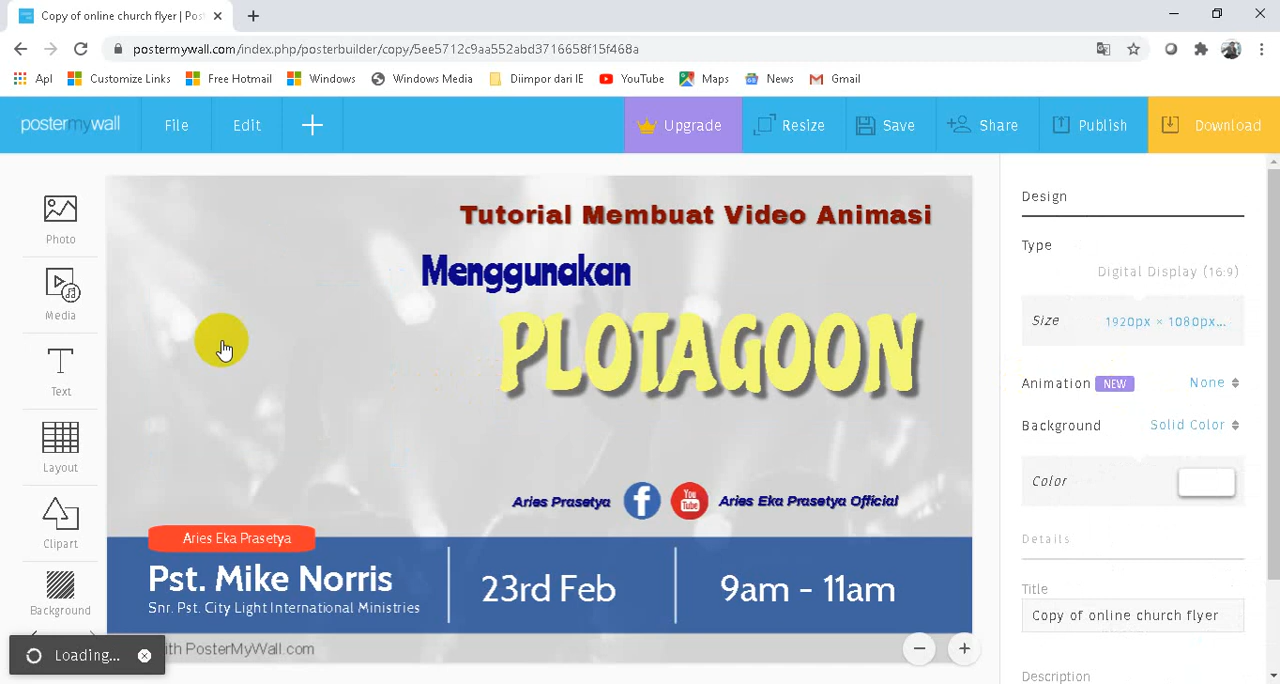 Copy of online church flyer | Pos
postermywall.com/index.php/posterbuilder/copy/5ee5712c9aa552abd3716658f15f468a
Apl
Customize Links
Free Hotmail
Windows
Windows Media
Diimpor dari IE
YouTube
Maps
News
Gmail
postermywall
File
Edit
Upgrade
Resize
Save
Share
Publish
Download
Photo
Media
Text
Layout
Clipart
Background
Tutorial Membuat Video Animasi
Menggunakan
PLOTAGOON
Aries Prasetya
f
You Tube
Aries Eka Prasetya Official
Aries Eka Prasetya
Pst. Mike Norris
Snr. Pst. City Light International Ministries
23rd Feb
9am - 11am
ith PosterMyWall.com
Loading...
Design
Type
Digital Display (16:9)
Size 1920px × 1080px...
Animation NEW None
Background Solid Color
Color
Details
Title
Copy of online church flyer
Description